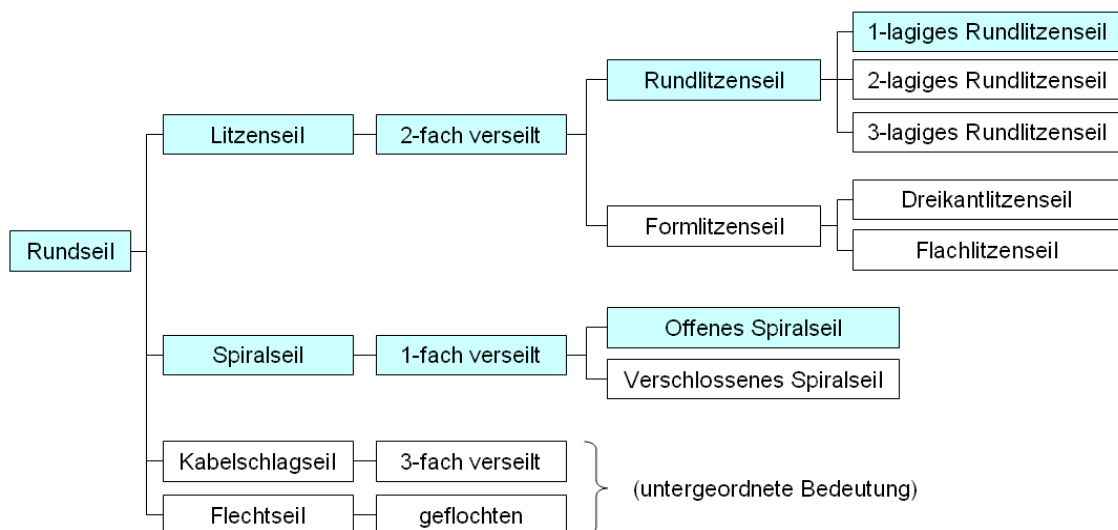 1-lagiges Rundlitzenseil
Rundlitzenseil
2-lagiges Rundlitzenseil
3-lagiges Rundlitzenseil
Litzenseil
2-fach verseilt
Dreikantlitzenseil
Formlitzenseil
Flachlitzenseil
Rundseil
Offenes Spiralseil
Spiralseil
1-fach verseilt
Verschlossenes Spiralseil
Kabelschlagseil
3-fach verseilt
(untergeordnete Bedeutung)
Flechtseil
geflochten